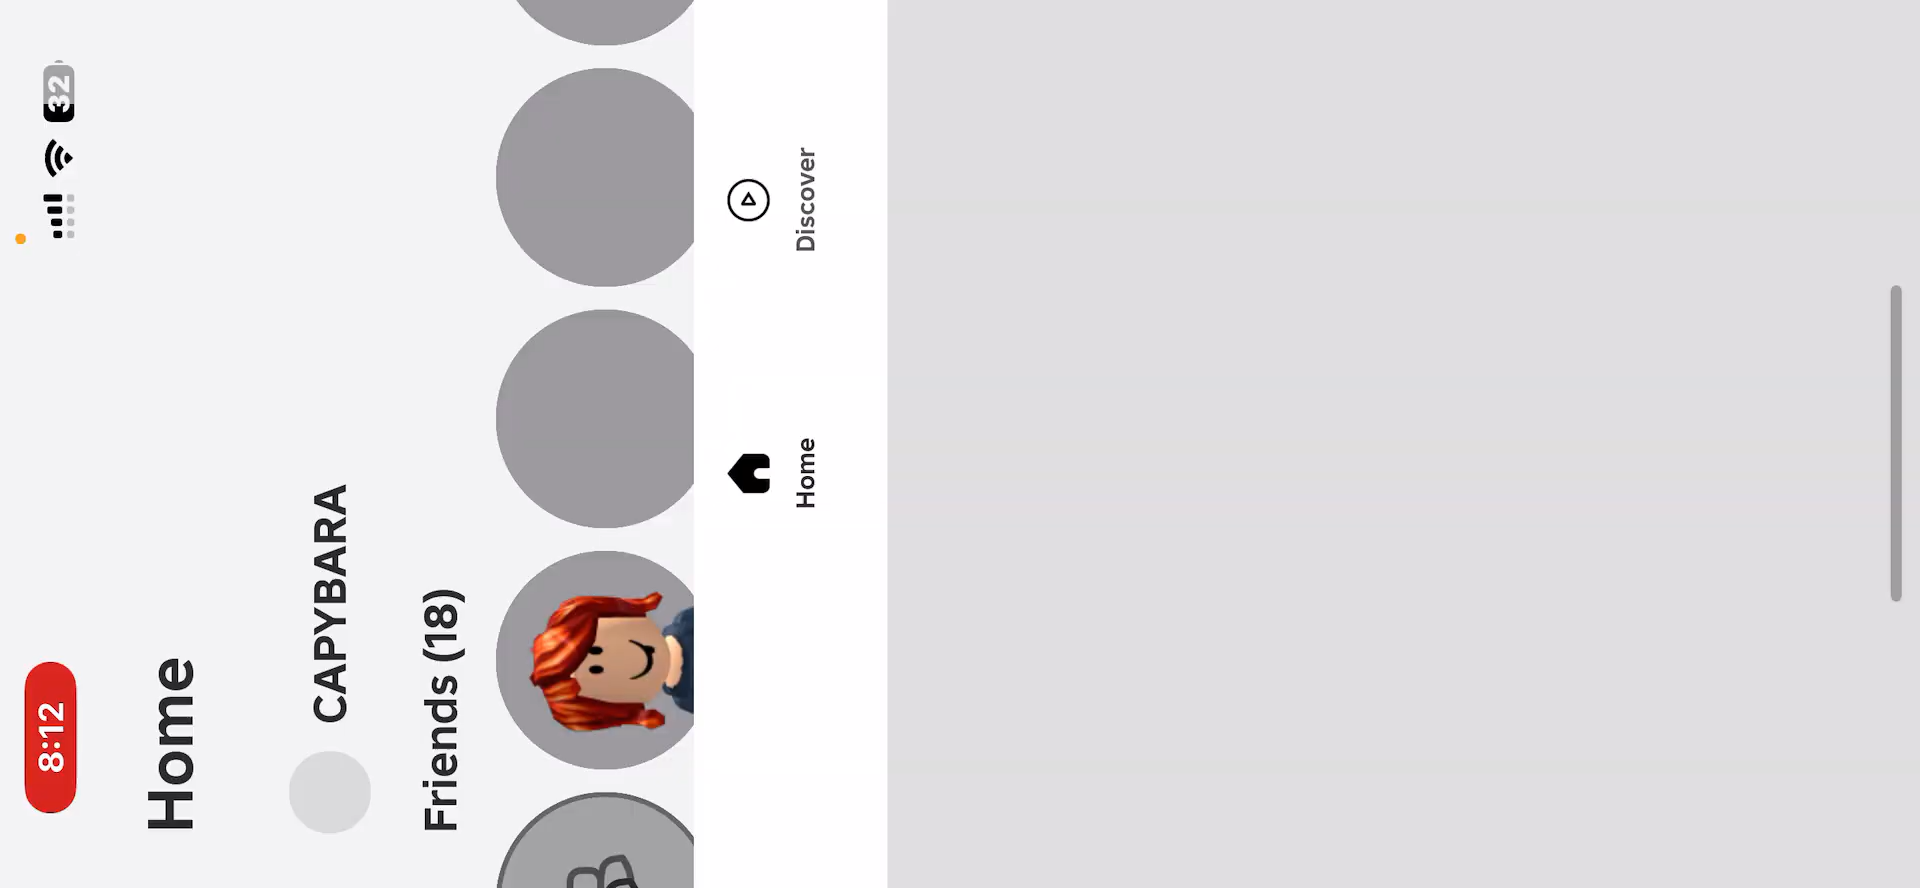 8:12
32
Home
CAPYBARA
Friends (18)
Home
Discover